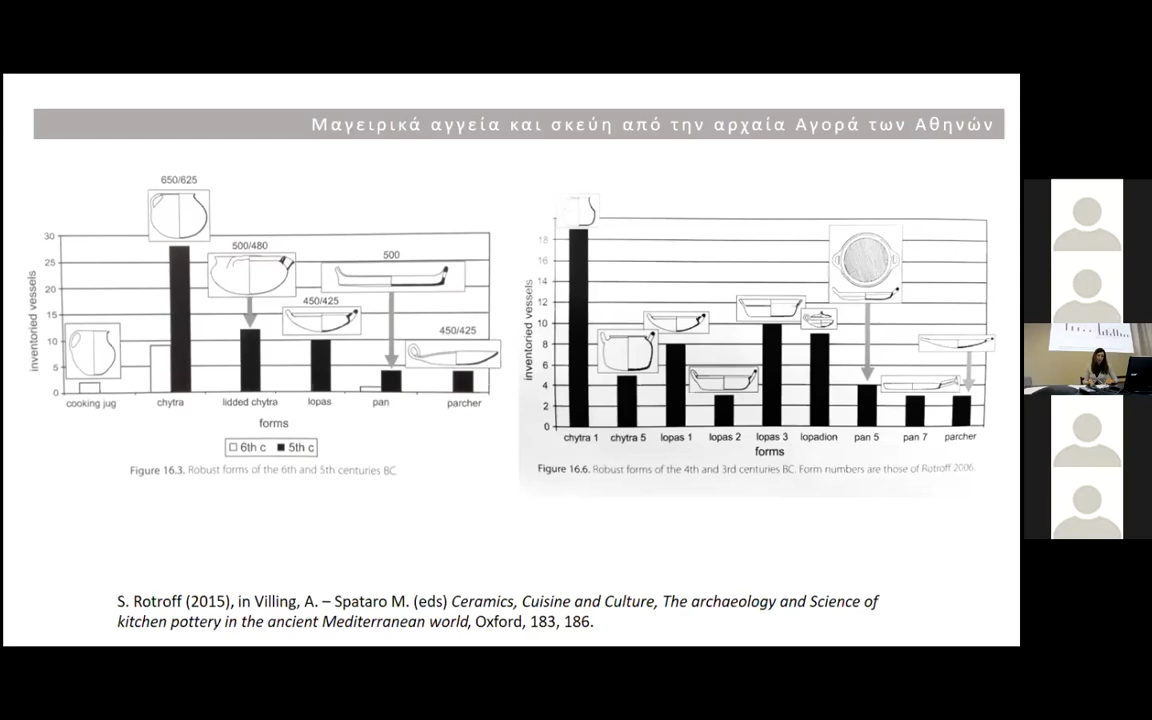 Μαγειρικά αγγεία και σκεύη από την αρχαία Αγορά των Αθηνών
650/625
500/480
500
450/425
450/425
30
25
20
15
10
5
0
inventoried vessels
cooking jug chytra lidded chytra lopas pan parcher
forms
6th c 5th c
Figure 16.3. Robust forms of the 6th and 5th centuries BC.
18
16
14
12
10
8
6
4
2
0
inventoried vessels
chytra 1 chytra 5 lopas 1 lopas 2 lopas 3 lopadion pan 5 pan 7 parcher
forms
Figure 16.6. Robust forms of the 4th and 3rd centuries BC. Form numbers are those of Rotroff 2006.
S. Rotroff (2015), in Villing, A. – Spataro M. (eds) Ceramics, Cuisine and Culture, The archaeology and Science of
kitchen pottery in the ancient Mediterranean world, Oxford, 183, 186.